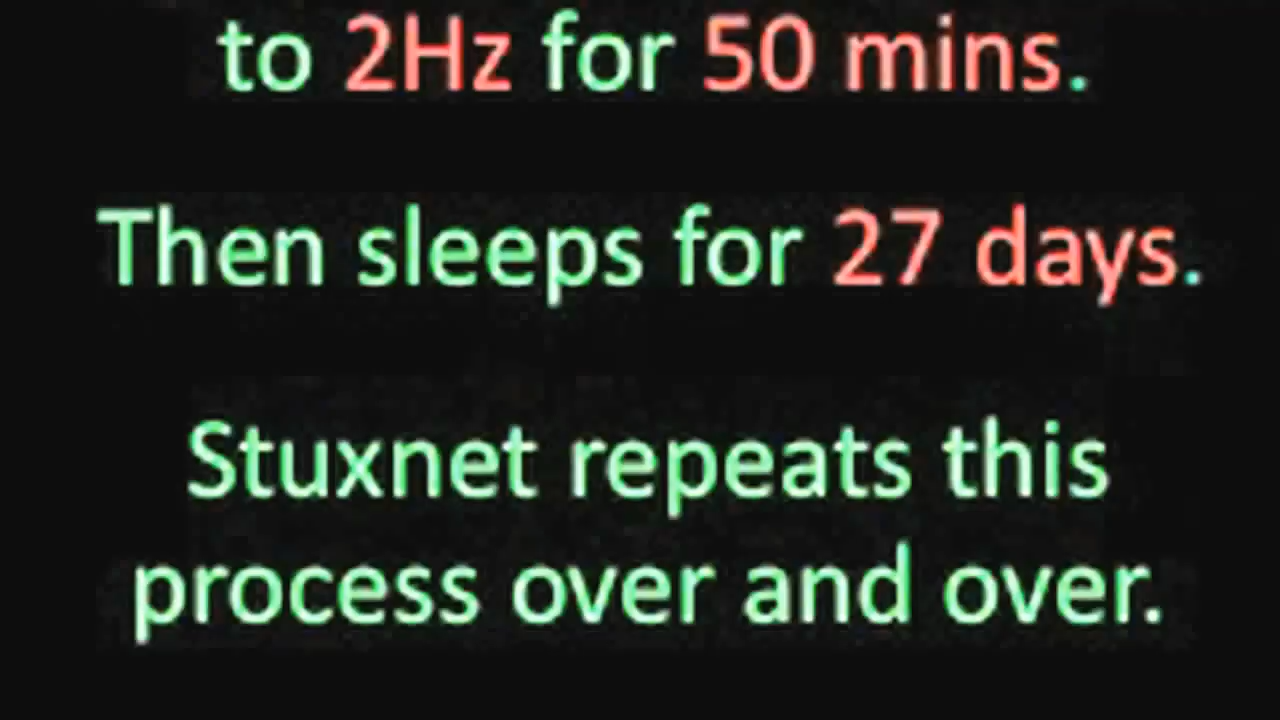 to 2Hz for 50 mins.
Then sleeps for 27 days.
Stuxnet repeats this
process over and over.